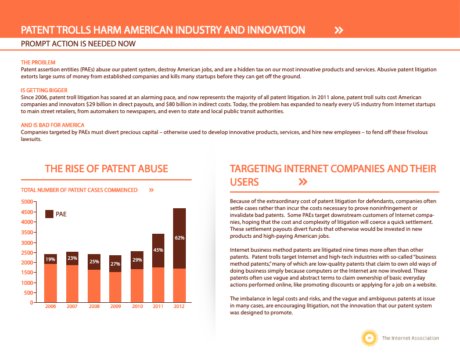 PATENT TROLLS HARM AMERICAN INDUSTRY AND INNOVATION »
PROMPT ACTION IS NEEDED NOW
THE PROBLEM
Patent assertion entities (PAEs) abuse our patent system, destroy American jobs, and are a hidden tax on our most innovative products and services. Abusive patent litigation
extorts large sums of money from established companies and kills many startups before they can get off the ground.
IS GETTING BIGGER
Since 2006, patent troll litigation has soared at an alarming pace, and now represents the majority of all patent litigation. In 2011 alone, patent troll suits cost American
companies and innovators $29 billion in direct payouts, and $80 billion in indirect costs. Today, the problem has expanded to nearly every US industry from Internet startups
to main street retailers, from automakers to newspapers, and even to state and local public transit authorities.
AND IS BAD FOR AMERICA
Companies targeted by PAEs must divert precious capital – otherwise used to develop innovative products, services, and hire new employees – to fend off these frivolous
lawsuits.
THE RISE OF PATENT ABUSE
TOTAL NUMBER OF PATENT CASES COMMENCED: »
5000
4500
4000
3500
3000
2500
2000
1500
1000
500
0
PAE
19%
23%
25%
27%
29%
45%
62%
2006
2007
2008
2009
2010
2011
2012
TARGETING INTERNET COMPANIES AND THEIR
USERS »
Because of the extraordinary cost of patent litigation for defendants, companies often
settle cases rather than incur the costs necessary to prove noninfringement or
invalidate bad patents. Some PAEs target downstream customers of Internet compa-
nies, hoping that the cost and complexity of litigation will coerce a quick settlement.
These settlement payouts divert funds that otherwise would be invested in new
products and high-paying American jobs.
Internet business method patents are litigated nine times more often than other
patents. Patent trolls target Internet and high-tech industries with so-called "business
method patents," many of which are low-quality patents that claim to own old ways of
doing business simply because computers or the Internet are now involved. These
patents often use vague and abstract terms to claim ownership of basic everyday
actions performed online, like promoting discounts or applying for a job on a website.
The imbalance in legal costs and risks, and the vague and ambiguous patents at issue
in many cases, are encouraging litigation, not the innovation that our patent system
was designed to promote.
The Internet Association